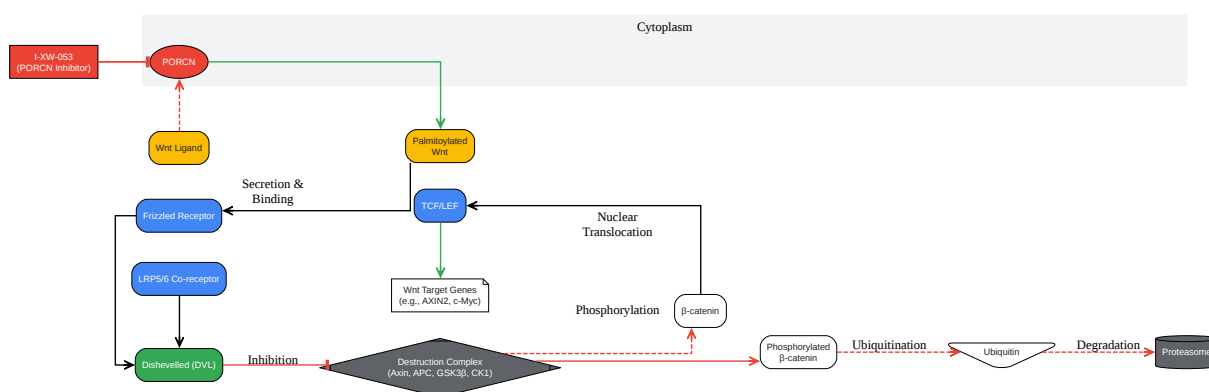 Cytoplasm
I-XW-053
(PORCN Inhibitor)
PORCN
Wnt Ligand
Palmitoylated
Wnt
Secretion &
Binding
TCF/LEF
Frizzled Receptor
Nuclear
Translocation
LRP5/6 Co-receptor
Wnt Target Genes
(e.g., AXIN2, c-Myc)
Phosphorylation
β-catenin
Dishevelled (DVL)
Inhibition
Destruction Complex
(Axin, APC, GSK3β, CK1)
Phosphorylated
β-catenin
Ubiquitination
Ubiquitin
Degradation
Proteasome